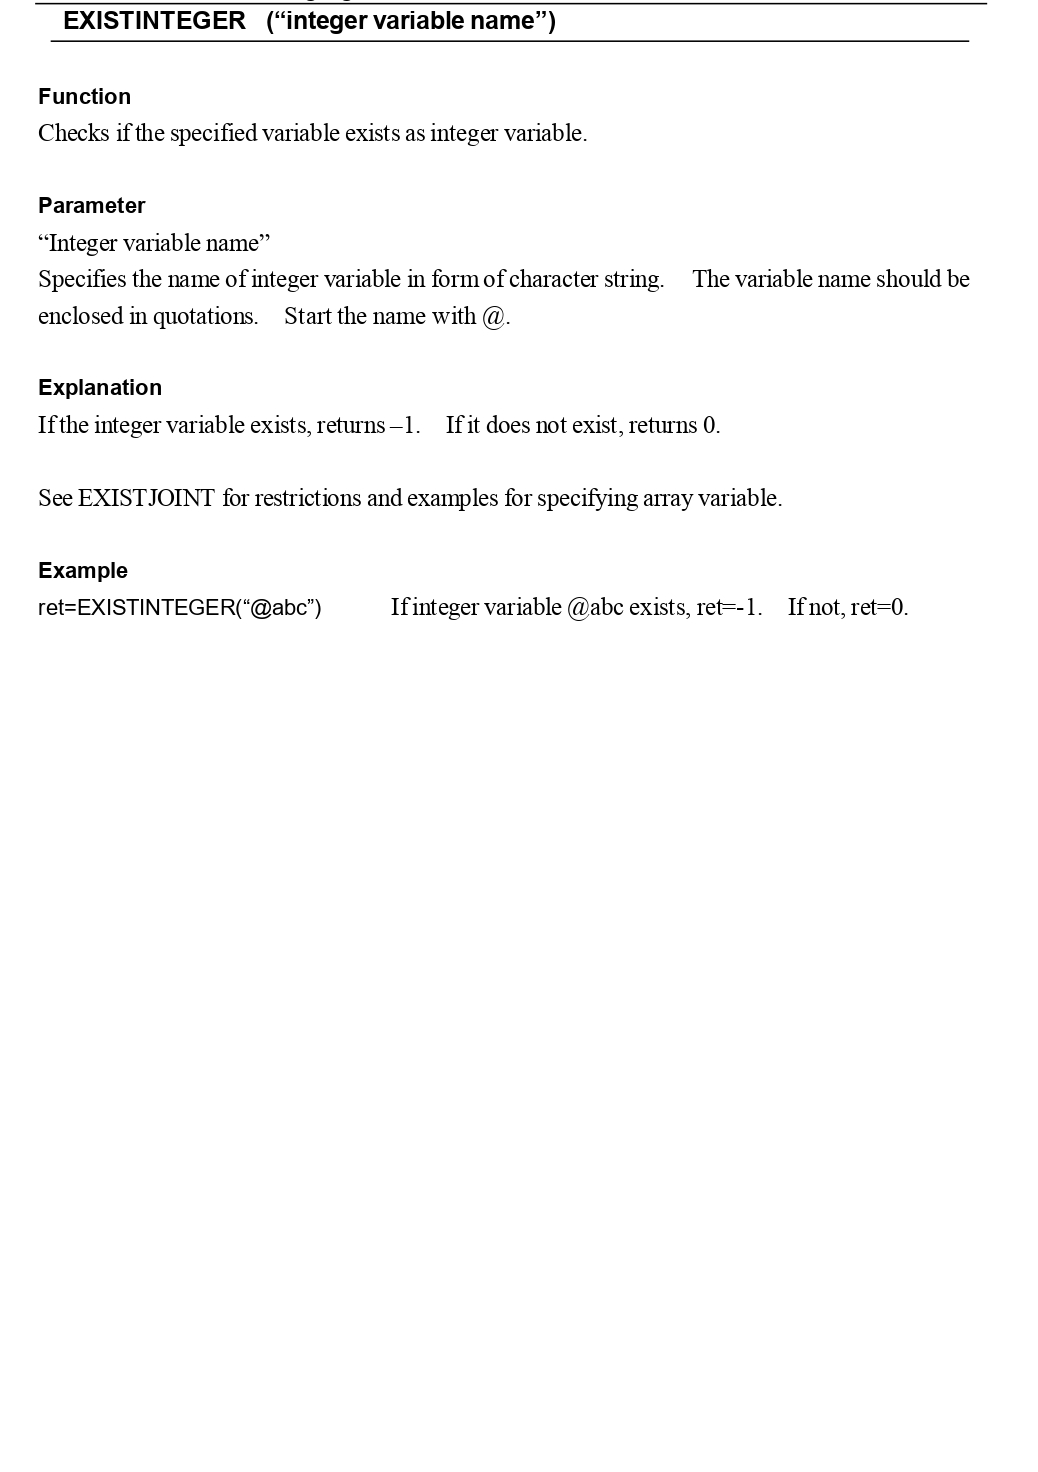 EXISTINTEGER (“integer variable name”)
Function
Checks if the specified variable exists as integer variable.
Parameter
“Integer variable name”
Specifies the name of integer variable in form of character string. The variable name should be
enclosed in quotations. Start the name with @.
Explanation
If the integer variable exists, returns –1. If it does not exist, returns 0.
See EXISTJOINT for restrictions and examples for specifying array variable.
Example
ret=EXISTINTEGER(“@abc”) If integer variable @abc exists, ret=-1. If not, ret=0.